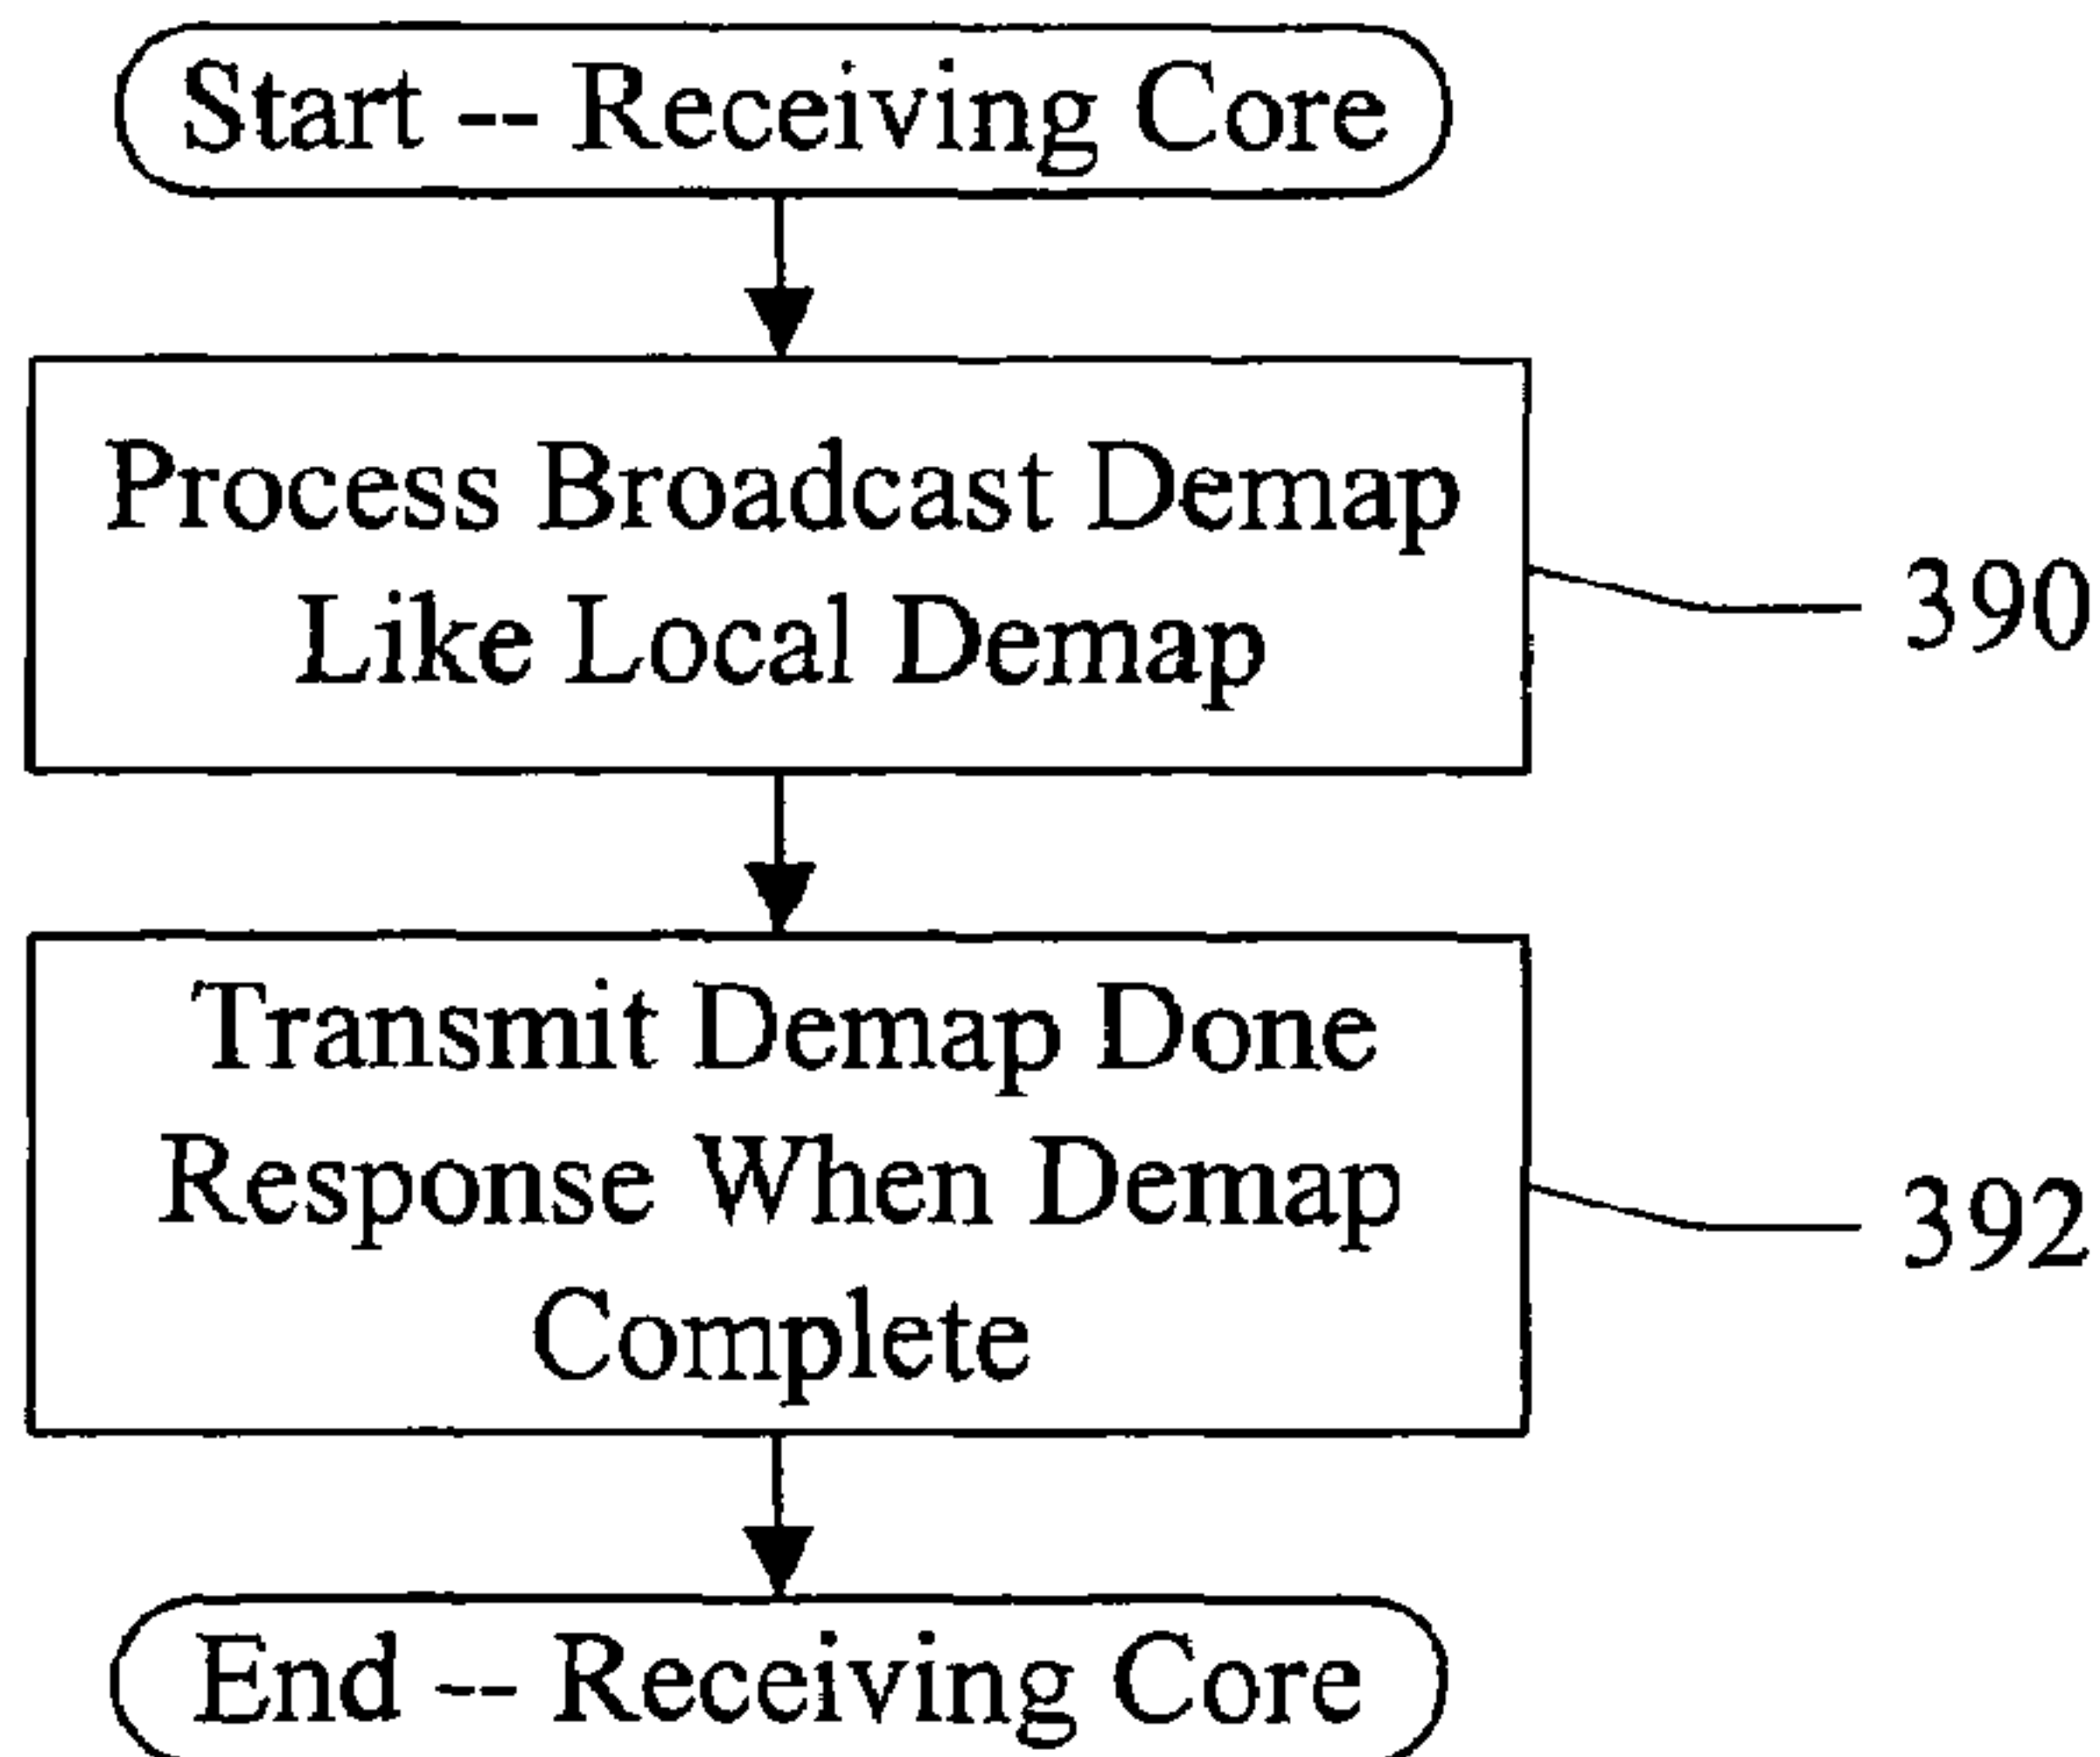 Start -- Receiving Core
Process Broadcast Demap
Like Local Demap
390
Transmit Demap Done
Response When Demap
Complete
392
End -- Receiving Core